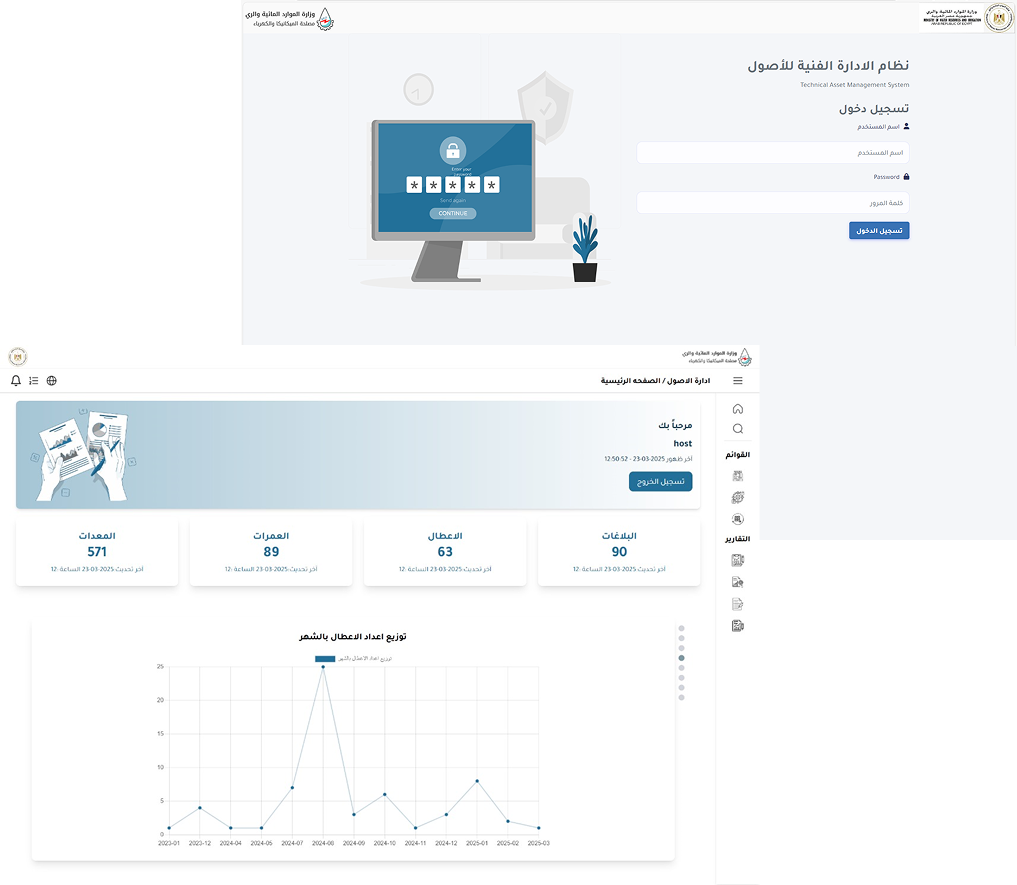 وزارة الموارد المائية والري
جمهورية مصر العربية
MINISTRY OF WATER RESOURCES AND IRRIGATION
ARAB REPUBLIC OF EGYPT
وزارة الموارد المائية والري
مصلحة الميكانيكا والكهرباء
نظام الادارة الفنية للأصول
Technical Asset Management System
تسجيل دخول
اسم المستخدم
اسم المستخدم
Password
كلمة المرور
تسجيل الدخول
Enter your
password
* * * * *
Send again
CONTINUE
وزارة الموارد المائية والري
مصلحة الميكانيكا والكهرباء
ادارة الاصول / الصفحه الرئيسية
مرحباً بك
host
آخر ظهور 2025-03-23 - 12:50:52
تسجيل الخروج
القوائم
التقارير
البلاغات
90
آخر تحديث 2025-03-23 الساعة :12
الاعطال
63
آخر تحديث 2025-03-23 الساعة :12
العمرات
89
آخر تحديث 2025-03-23 الساعة :12
المعدات
571
آخر تحديث 2025-03-23 الساعة :12
توزيع اعداد الاعطال بالشهر
توزيع اعداد الاعطال بالشهر
25
20
15
10
5
0
2023-01 2023-12 2024-04 2024-05 2024-07 2024-08 2024-09 2024-10 2024-11 2024-12 2025-01 2025-02 2025-03